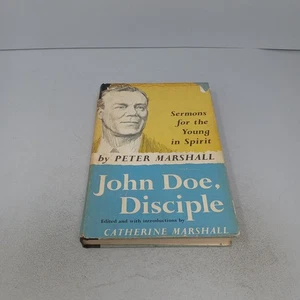 Sermons
for the
Young
in Spirit
by PETER MARSHALL
John Doe,
Disciple
Edited and with introductions by
CATHERINE MARSHALL